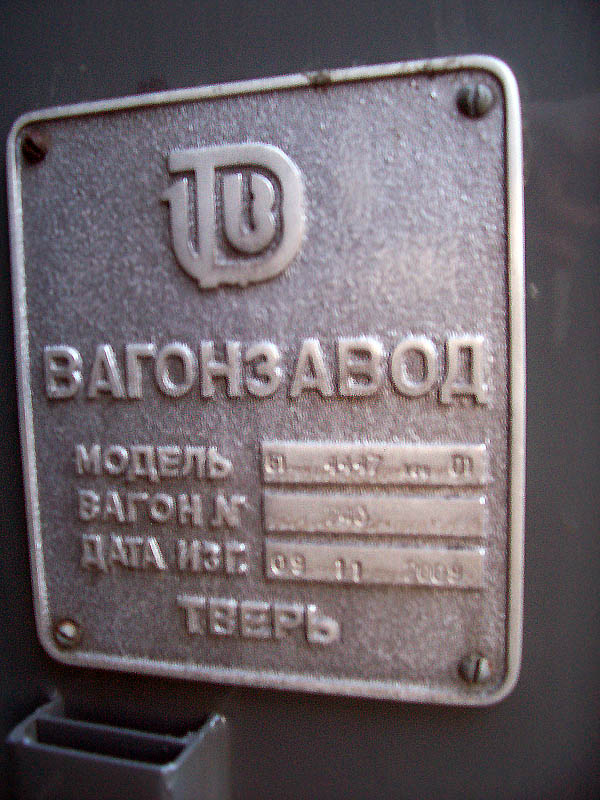 ВАГОНЗАВОД
МОДЕЛЬ
ВАГОН №
ДАТА ИЗГ. 09 11 2009
ТВЕРЬ